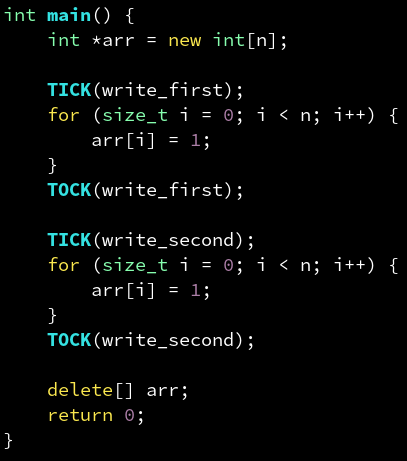 int main() {
    int *arr = new int[n];

    TICK(write_first);
    for (size_t i = 0; i < n; i++) {
        arr[i] = 1;
    }
    TOCK(write_first);

    TICK(write_second);
    for (size_t i = 0; i < n; i++) {
        arr[i] = 1;
    }
    TOCK(write_second);

    delete[] arr;
    return 0;
}